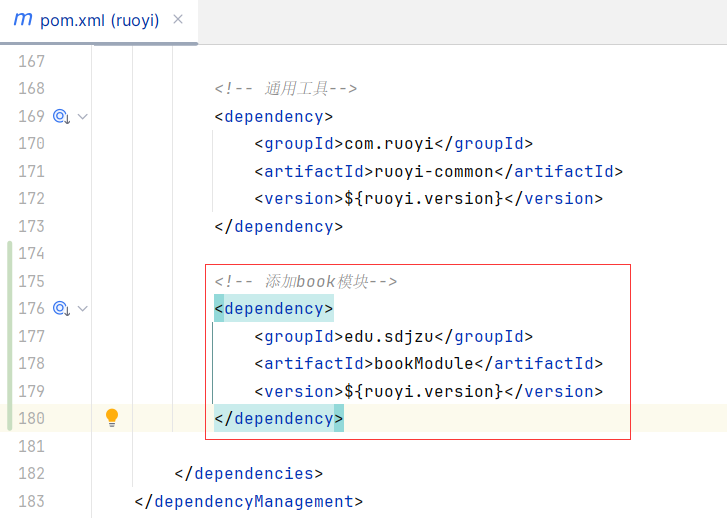 pom.xml (ruoyi)
167
168 <!-- 通用工具-->
169 <dependency>
170 <groupId>com.ruoyi</groupId>
171 <artifactId>ruoyi-common</artifactId>
172 <version>${ruoyi.version}</version>
173 </dependency>
174
175 <!-- 添加book模块-->
176 <dependency>
177 <groupId>edu.sdjzu</groupId>
178 <artifactId>bookModule</artifactId>
179 <version>${ruoyi.version}</version>
180 </dependency>
181
182 </dependencies>
183 </dependencyManagement>